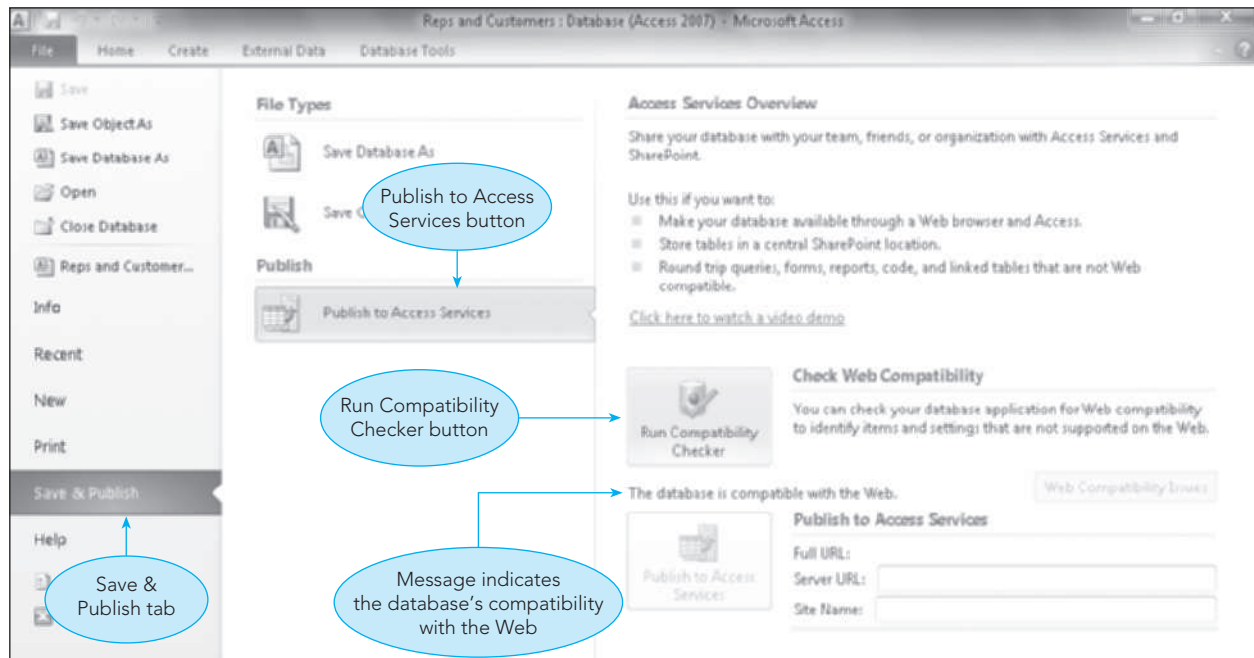 Reps and Customers : Database (Access 2007) - Microsoft Access
File Home Create External Data Database Tools
Save
Save Object As
Save Database As
Open
Close Database
Reps and Customer...
Info
Recent
New
Print
Save & Publish
Help
Save &
Publish tab
File Types
Save Database As
Save
Publish to Access
Services button
Publish
Publish to Access Services
Run Compatibility
Checker button
Message indicates
the database's compatibility
with the Web
Access Services Overview
Share your database with your team, friends, or organization with Access Services and
SharePoint.
Use this if you want to:
Make your database available through a Web browser and Access.
Store tables in a central SharePoint location.
Round trip queries, forms, reports, code, and linked tables that are not Web
compatible.
Click here to watch a video demo
Run Compatibility
Checker
Check Web Compatibility
You can check your database application for Web compatibility
to identify items and settings that are not supported on the Web.
The database is compatible with the Web.
Web Compatibility Issues
Publish to Access
Services
Publish to Access Services
Full URL:
Server URL:
Site Name: